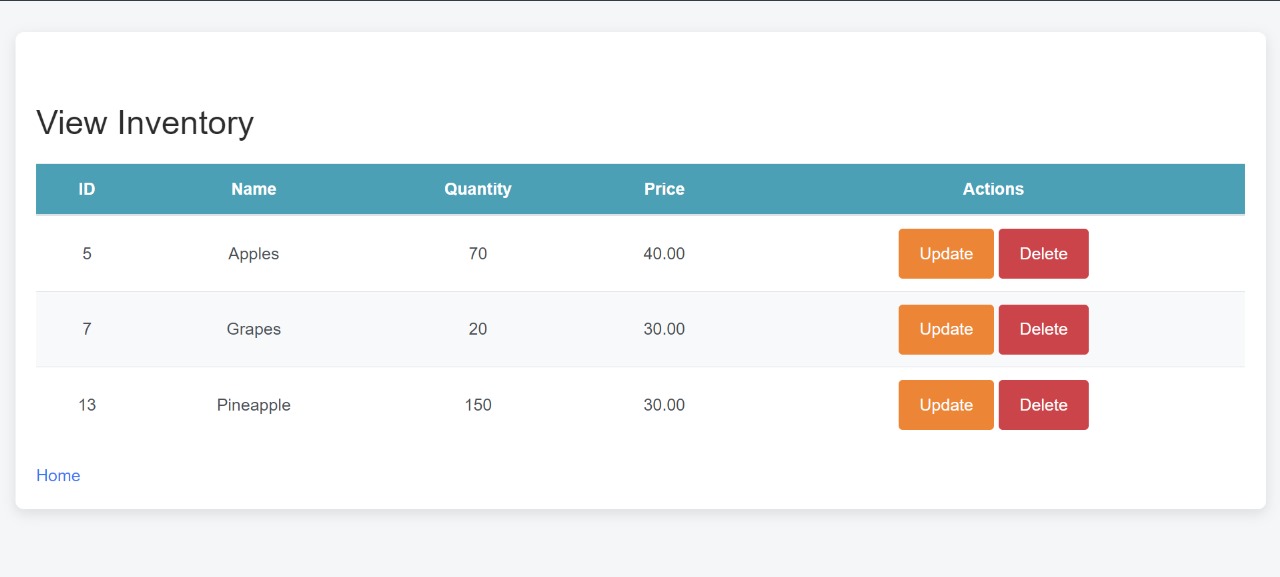 View Inventory
ID Name Quantity Price Actions
5 Apples 70 40.00 Update Delete
7 Grapes 20 30.00 Update Delete
13 Pineapple 150 30.00 Update Delete
Home